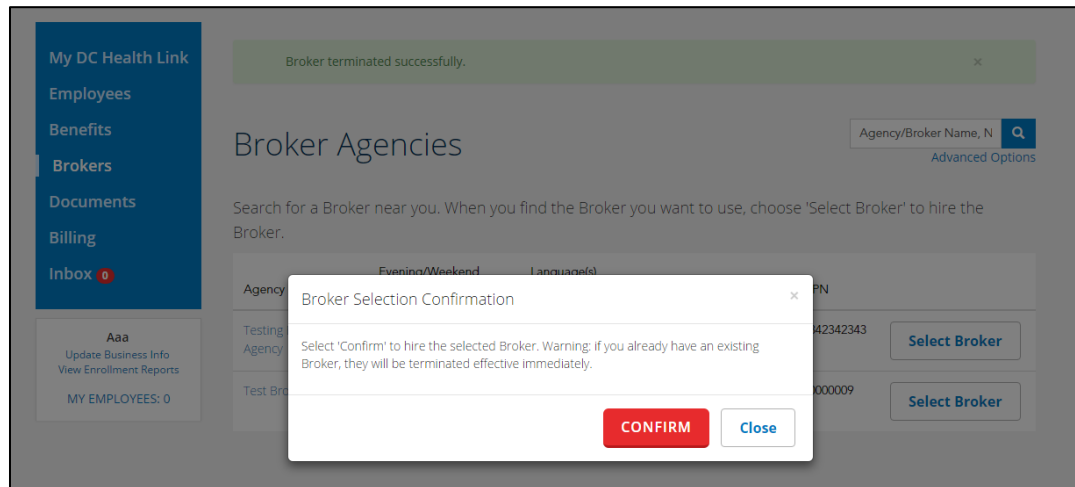 My DC Health Link
Employees
Benefits
Brokers
Documents
Billing
Inbox 0
Aaa
Update Business Info
View Enrollment Reports
MY EMPLOYEES: 0
Broker terminated successfully. ×
Broker Agencies
Agency/Broker Name, N
Advanced Options
Search for a Broker near you. When you find the Broker you want to use, choose 'Select Broker' to hire the
Broker.
Evening/Weekend Language(s)
Agency PN
Testing 342342343 Select Broker
Agency
Test Bro 0000009 Select Broker
Broker Selection Confirmation ×
Select 'Confirm' to hire the selected Broker. Warning: if you already have an existing
Broker, they will be terminated effective immediately.
CONFIRM Close